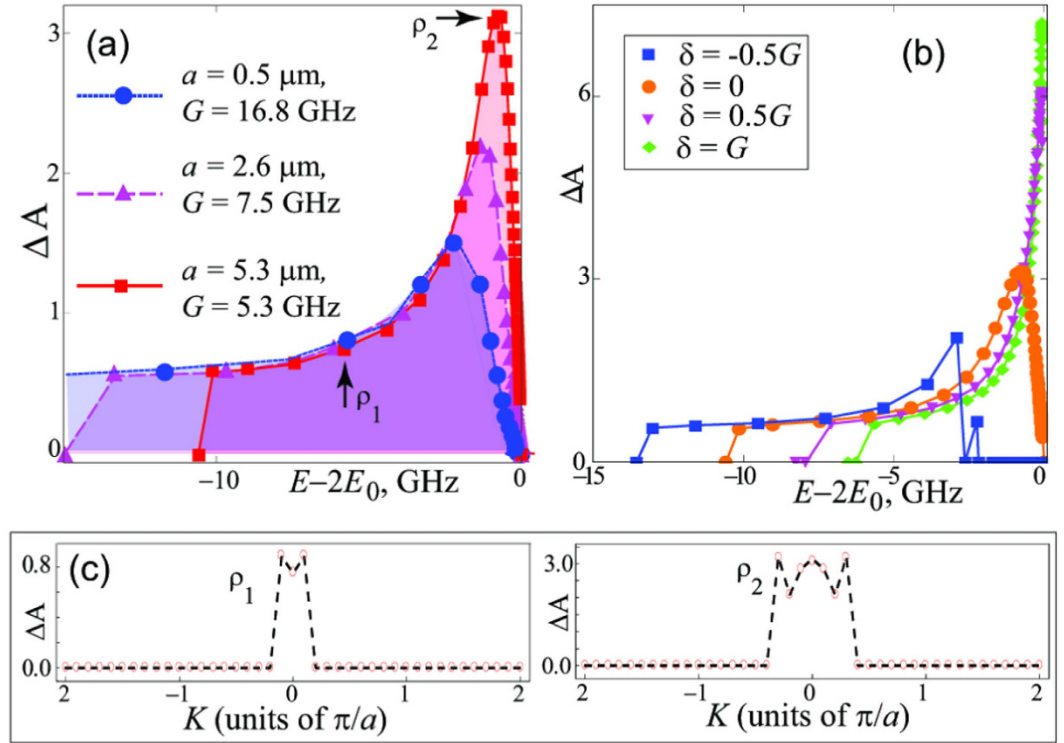 (a)
3
2
1
0
ΔA
ρ2
a = 0.5 μm,
G = 16.8 GHz
a = 2.6 μm,
G = 7.5 GHz
a = 5.3 μm,
G = 5.3 GHz
ρ1
−10
0
E−2E0, GHz
(b)
6
3
0
ΔA
δ = -0.5G
δ = 0
δ = 0.5G
δ = G
−15
−10
−5
0
E−2E0, GHz
(c)
0.8
0.0
ΔA
ρ1
2
−1
0
1
2
K (units of π/a)
3.0
0.0
ΔA
ρ2
2
−1
0
1
2
K (units of π/a)